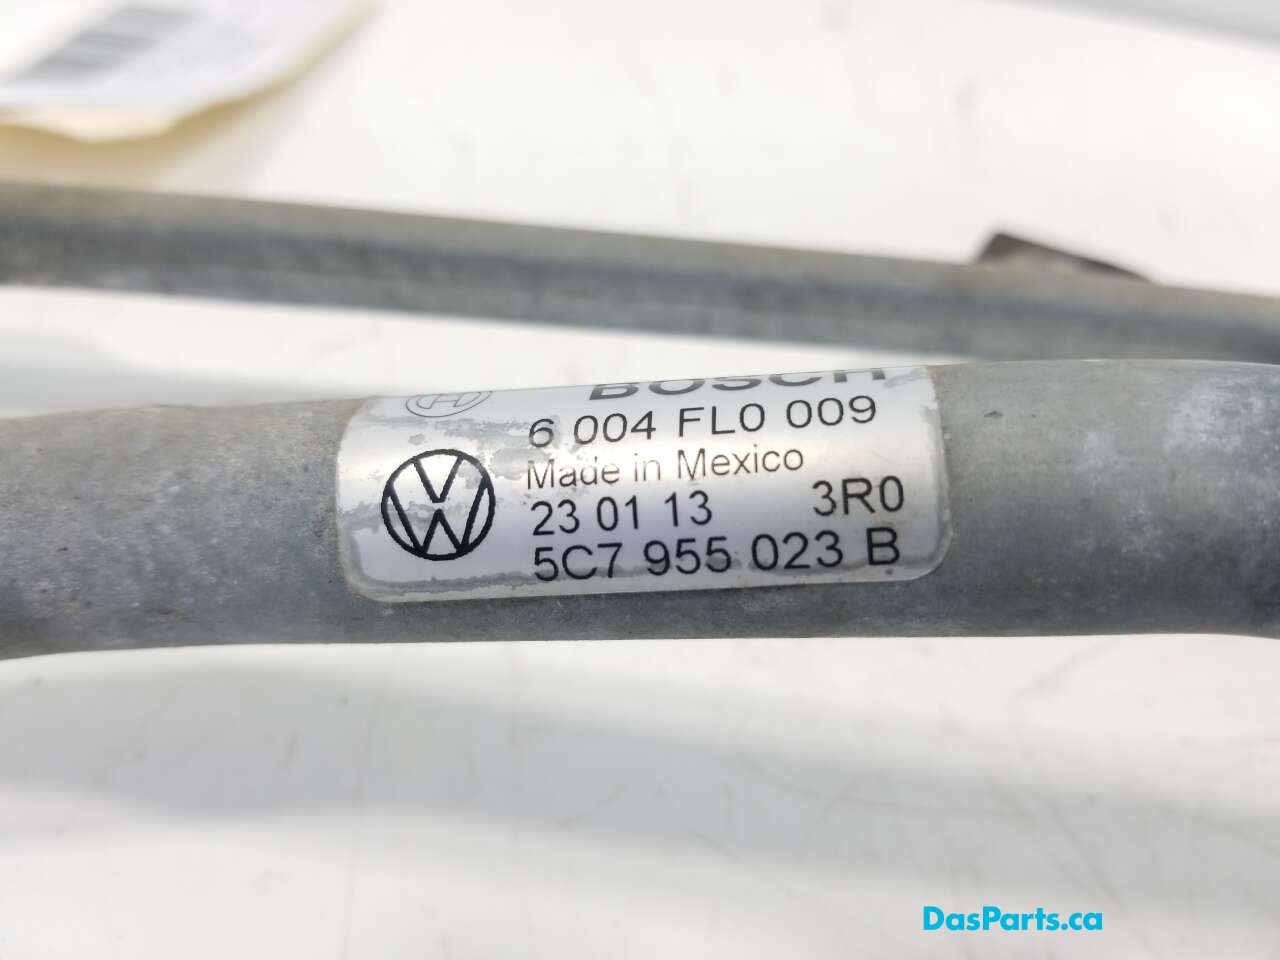 BOSCH
6 004 FL0 009
Made in Mexico
23 01 13 3R0
5C7 955 023 B
DasParts.ca